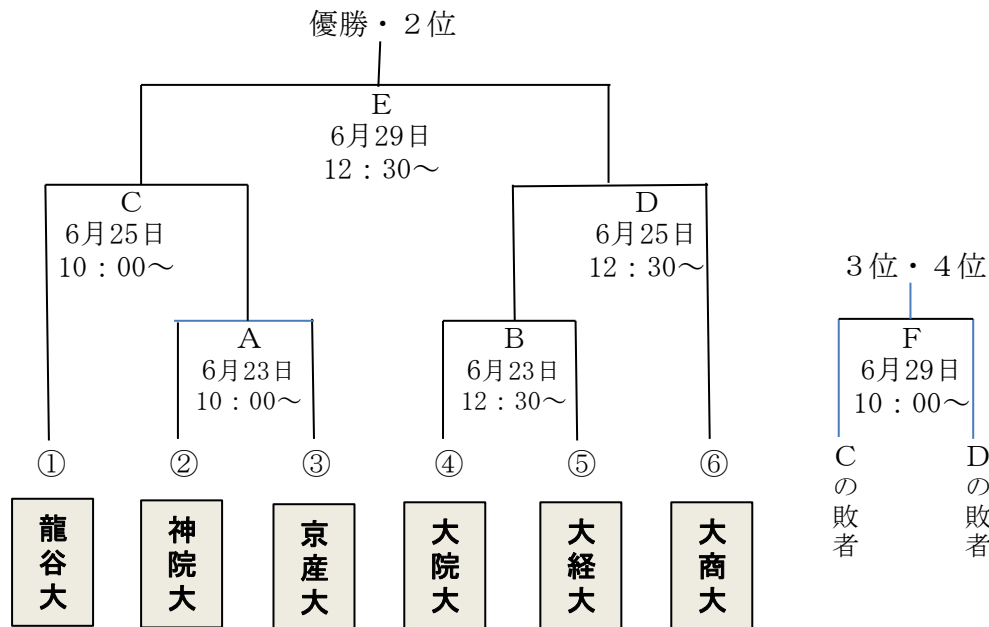 優勝・２位
E
6月29日
12：30～
C
6月25日
10：00～
D
6月25日
12：30～
A
6月23日
10：00～
B
6月23日
12：30～
３位・４位
F
6月29日
10：00～
①
②
③
④
⑤
⑥
龍谷大
神院大
京産大
大院大
大経大
大商大
Cの敗者
Dの敗者